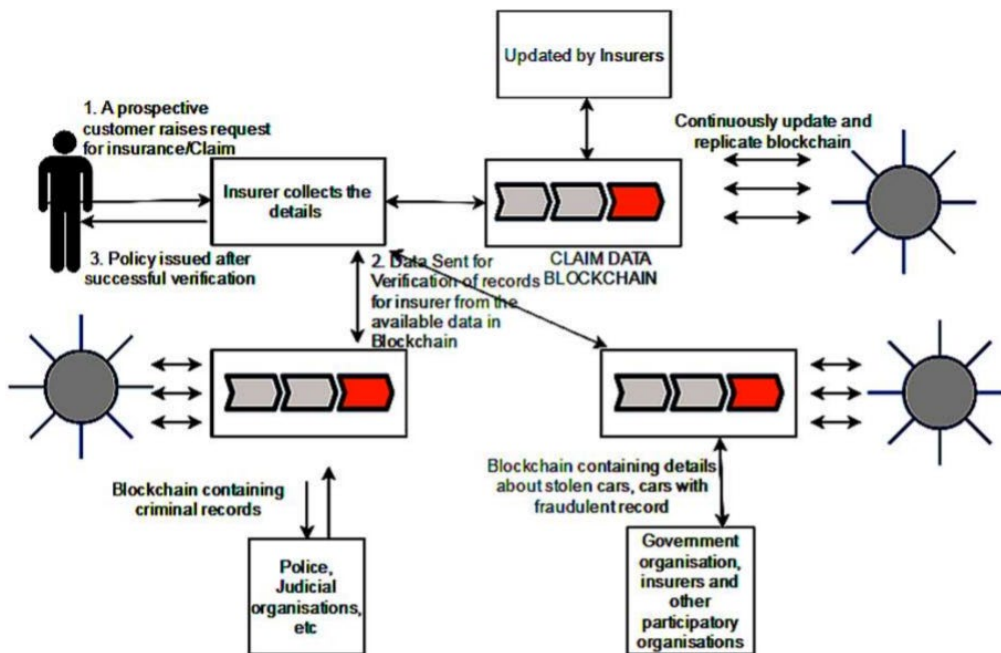 Updated by Insurers
1. A prospective
customer raises request
for insurance/Claim
Continuously update and
replicate blockchain
Insurer collects the
details
3. Policy issued after
successful verification
CLAIM DATA
BLOCKCHAIN
2. Data Sent for
Verification of records
for insurer from the
available data in
Blockchain
Blockchain containing
criminal records
Blockchain containing details
about stolen cars, cars with
fraudulent record
Police,
Judicial
organisations,
etc
Government
organisation,
insurers and
other
participatory
organisations